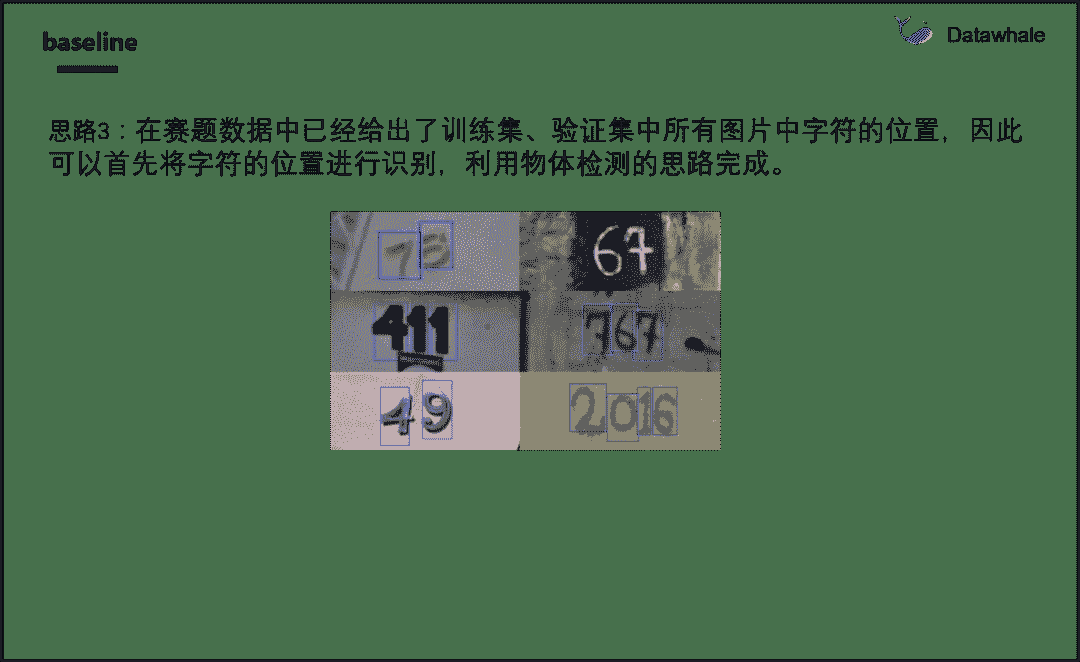 baseline
Datawhale
思路3：在赛题数据中已经给出了训练集、验证集中所有图片中字符的位置，因此
可以首先将字符的位置进行识别，利用物体检测的思路完成。
73 67
411 767
49 2016